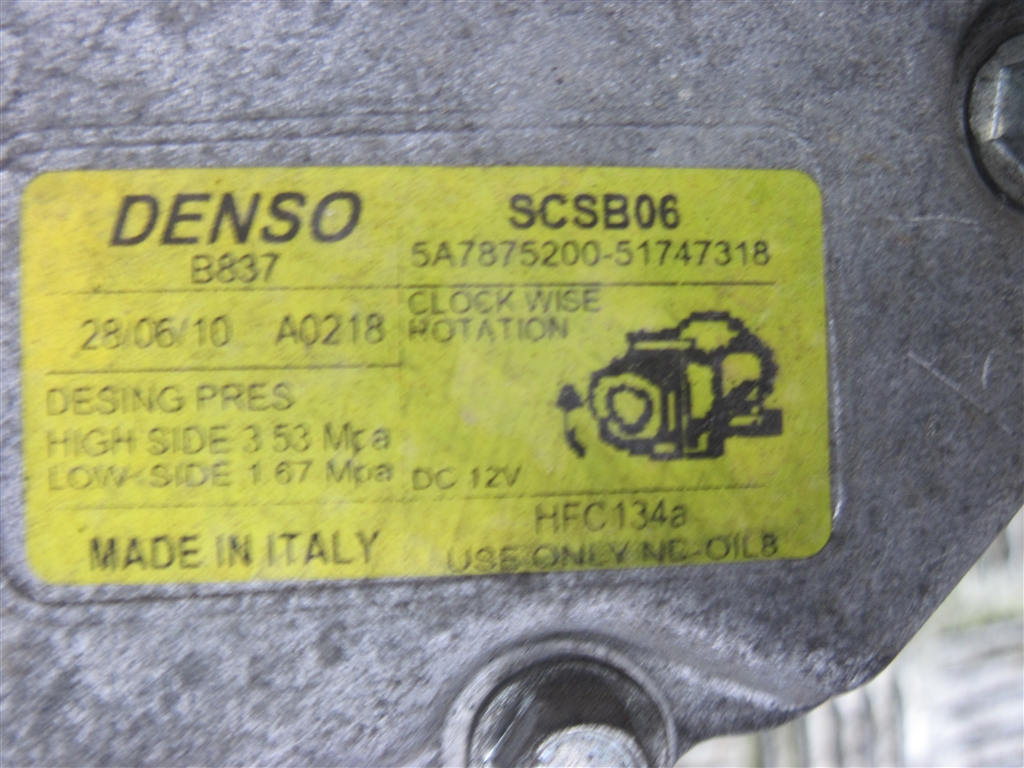 DENSO
B837
28/06/10 A0218
DESING PRES
HIGH SIDE 3 53 Mpa
LOW-SIDE 1.67 Mpa
MADE IN ITALY
SCSB06
5A7875200-51747318
CLOCK WISE
ROTATION
DC 12V
HFC134a
USE ONLY ND-OIL8